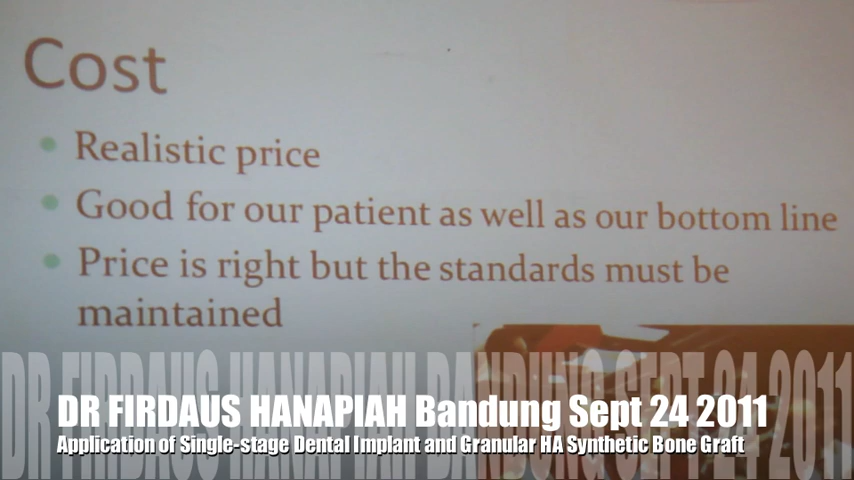 Cost
Realistic price
Good for our patient as well as our bottom line
Price is right but the standards must be
maintained
DR FIRDAUS HANAPIAH BANDUNG SEPT 24 2011
DR FIRDAUS HANAPIAH Bandung Sept 24 2011
Application of Single-stage Dental Implant and Granular HA Synthetic Bone Graft